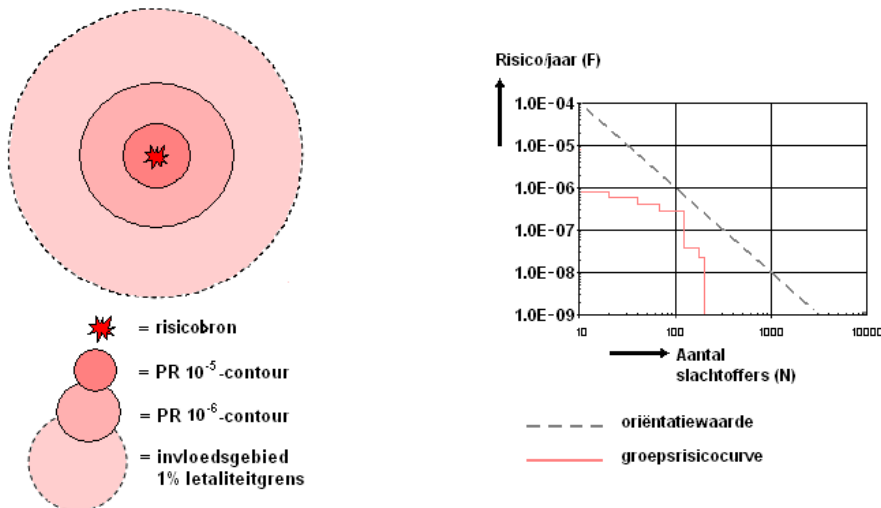 = risicobron
= PR 10⁻⁵-contour
= PR 10⁻⁶-contour
= invloedsgebied
1% letaliteitgrens
Risico/jaar (F)
1.0E-04
1.0E-05
1.0E-06
1.0E-07
1.0E-08
1.0E-09
10 100 1000 10000
Aantal
slachtoffers (N)
oriëntatiewaarde
groepsrisicocurve